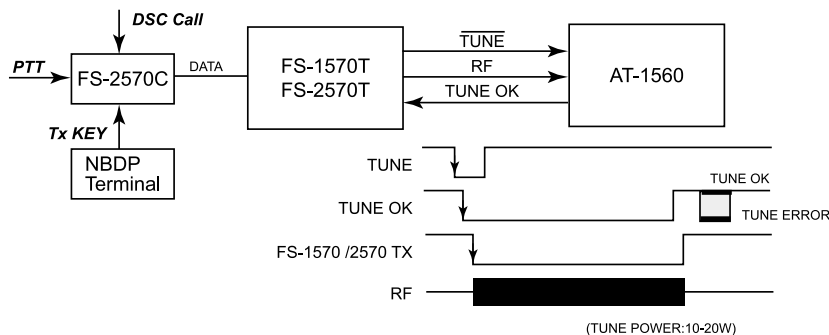 DSC Call
PTT
FS-2570C
DATA
FS-1570T
FS-2570T
TUNE
RF
TUNE OK
AT-1560
Tx KEY
NBDP
Terminal
TUNE
TUNE OK
TUNE OK
TUNE ERROR
FS-1570 /2570 TX
RF
(TUNE POWER:10-20W)